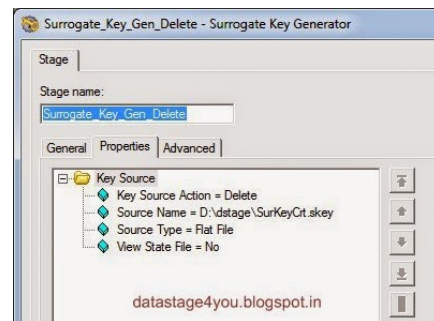 Surrogate_Key_Gen_Delete - Surrogate Key Generator
Stage
Stage name:
Surrogate_Key_Gen_Delete
General Properties Advanced
Key Source
Key Source Action = Delete
Source Name = D:\dstage\SurKeyCrt.skey
Source Type = Flat File
View State File = No
datastage4you.blogspot.in